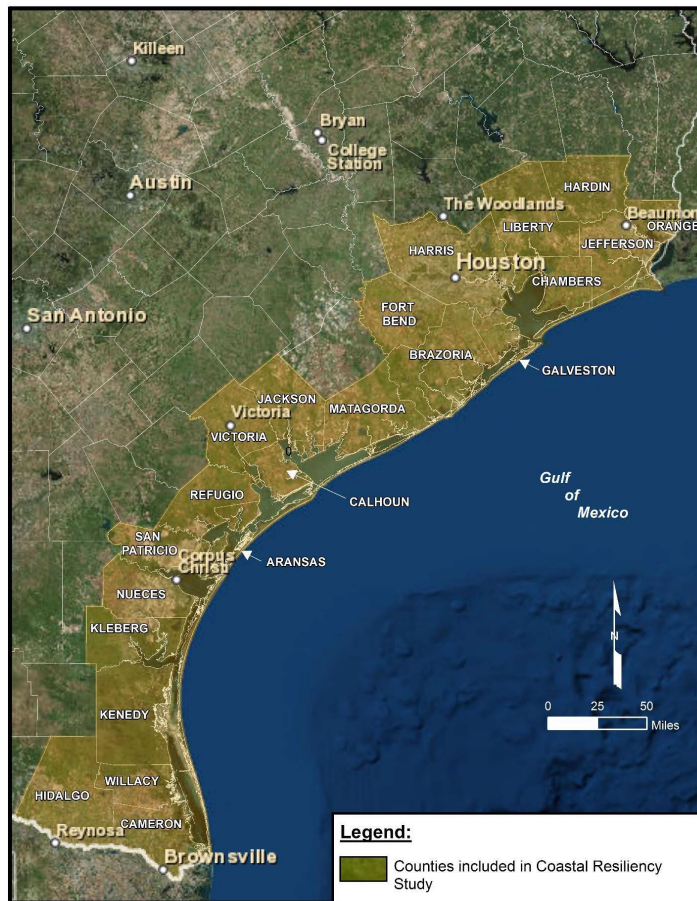 Killeen
Bryan
College
Station
Austin
HARDIN
The Woodlands
Beaumon
LIBERTY
ORANGE
HARRIS
JEFFERSON
Houston
CHAMBERS
San Antonio
FORT
BEND
BRAZORIA
GALVESTON
JACKSON
MATAGORDA
Victoria
VICTORIA
REFUGIO
CALHOUN
Gulf
of
Mexico
SAN
PATRICIO
Corpus
Christi
ARANSAS
NUECES
KLEBERG
N
KENEDY
0 25 50
Miles
WILLACY
HIDALGO
CAMERON
Reynosa
Brownsville
Legend:
Counties included in Coastal Resiliency
Study